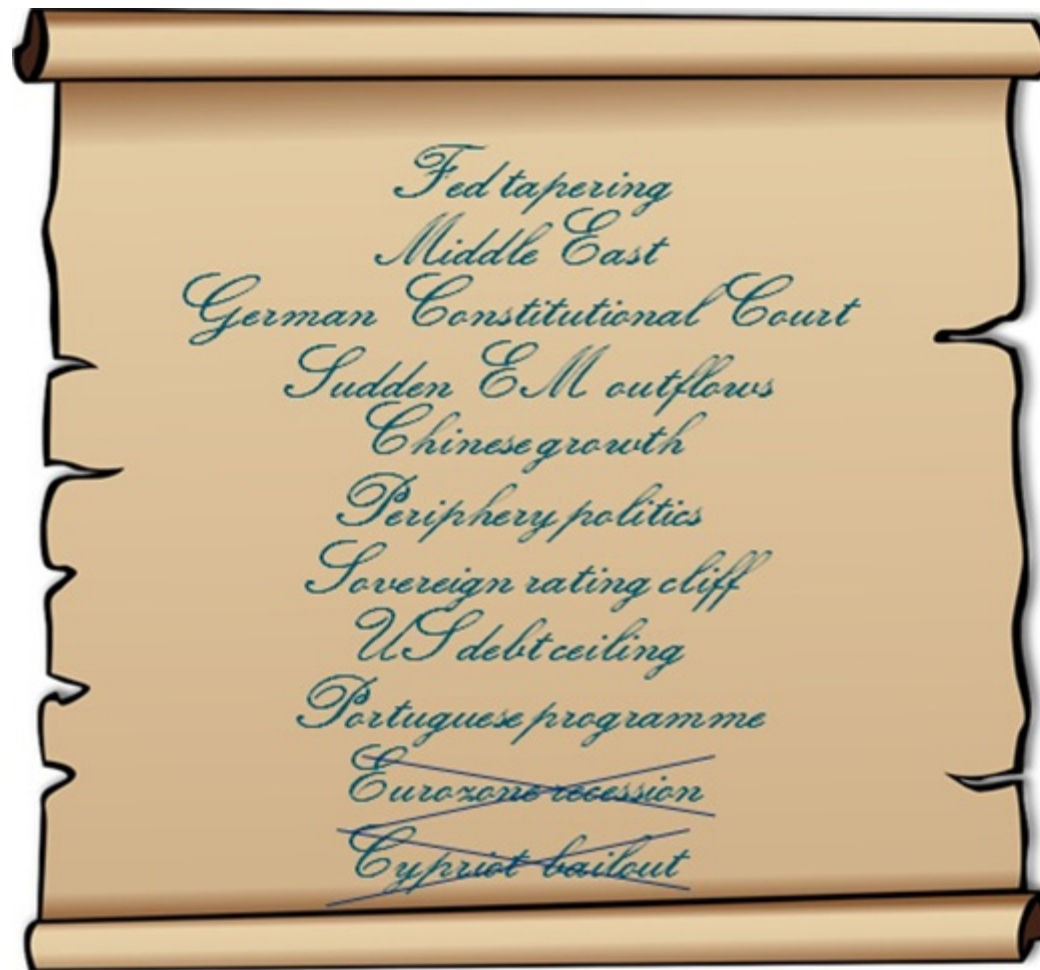 Fed tapering
Middle East
German Constitutional Court
Sudden EM outflows
Chinese growth
Periphery politics
Sovereign rating cliff
US debt ceiling
Portuguese programme
Eurozone recession
Cypriot bailout